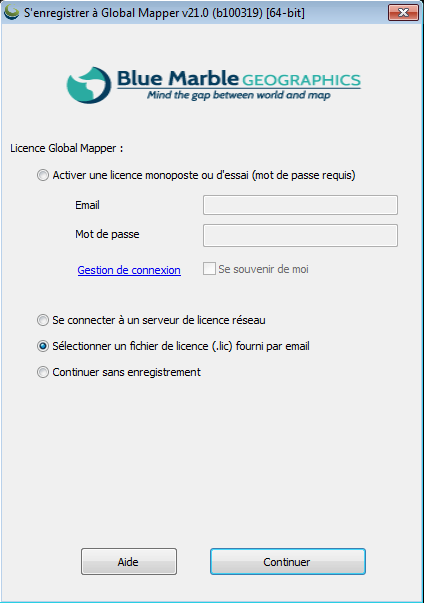 S'enregistrer à Global Mapper v21.0 (b100319) [64-bit]
Blue Marble GEOGRAPHICS
Mind the gap between world and map
Licence Global Mapper :
Activer une licence monoposte ou d'essai (mot de passe requis)
Email
Mot de passe
Gestion de connexion
Se souvenir de moi
Se connecter à un serveur de licence réseau
Sélectionner un fichier de licence (.lic) fourni par email
Continuer sans enregistrement
Aide
Continuer